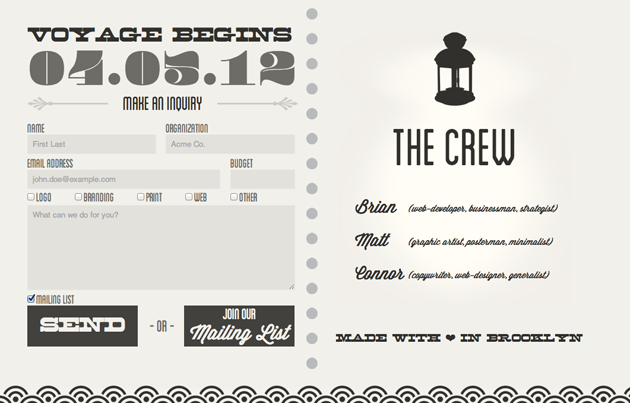 VOYAGE BEGINS
04.05.12
MAKE AN INQUIRY
NAME ORGANIZATION
First Last Acme Co.
EMAIL ADDRESS BUDGET
john.doe@example.com
LOGO BRANDING PRINT WEB OTHER
What can we do for you?
MAILING LIST
SEND - OR - JOIN OUR Mailing List
THE CREW
Brian (web-developer, businessman, strategist)
Matt (graphic artist, posterman, minimalist)
Connor (copywriter, web-designer, generalist)
MADE WITH ❤ IN BROOKLYN